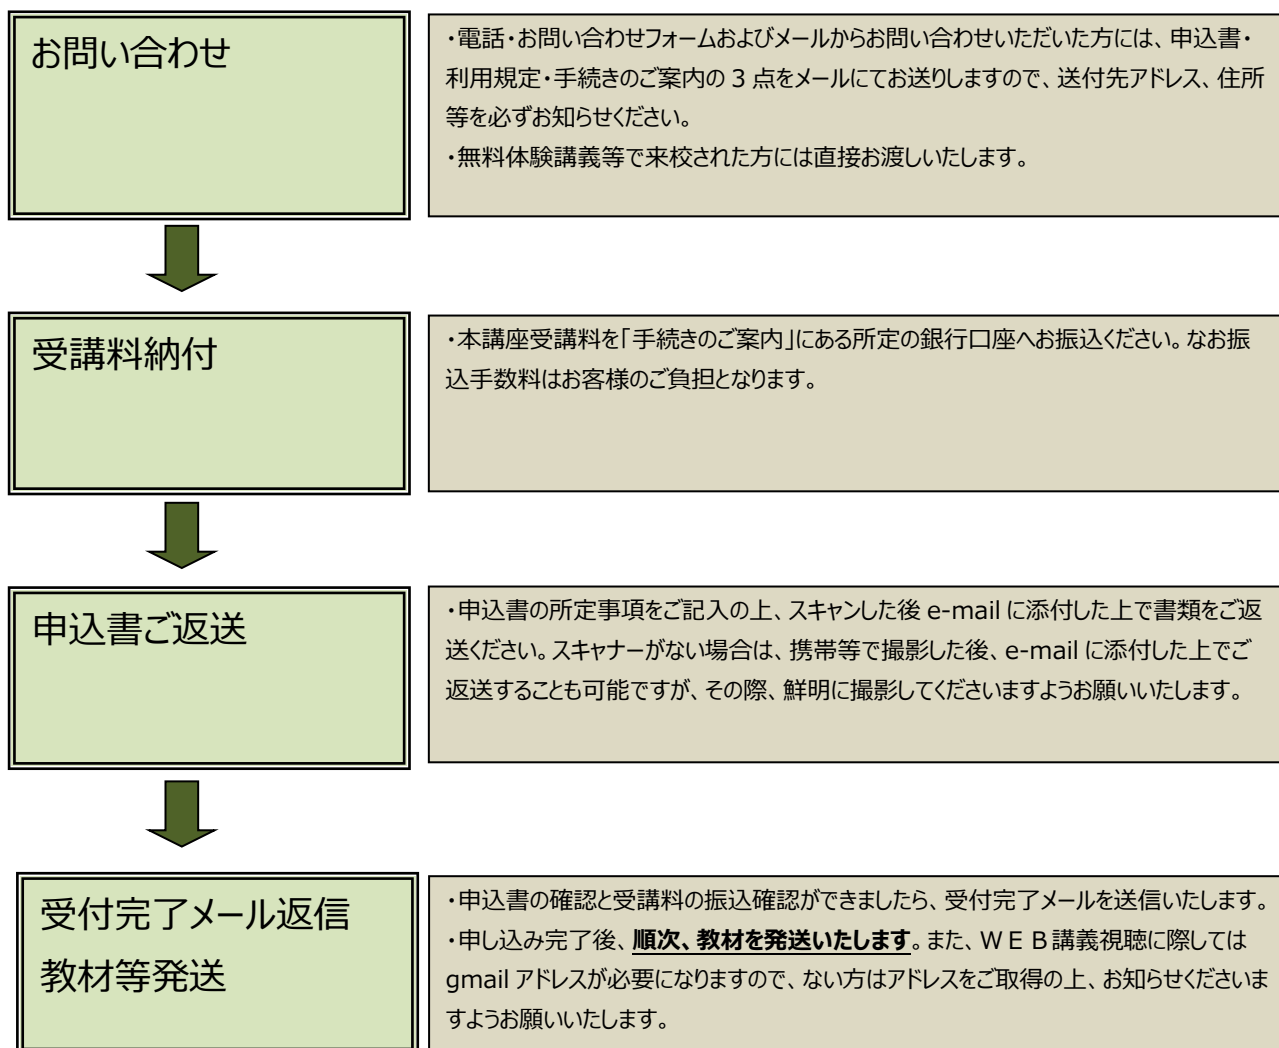 お問い合わせ
・電話・お問い合わせフォームおよびメールからお問い合わせいただいた方には、申込書・
利用規定・手続きのご案内の 3 点をメールにてお送りしますので、送付先アドレス、住所
等を必ずお知らせください。
・無料体験講義等で来校された方には直接お渡しいたします。
受講料納付
・本講座受講料を「手続きのご案内」にある所定の銀行口座へお振込ください。なお振
込手数料はお客様のご負担となります。
申込書ご返送
・申込書の所定事項をご記入の上、スキャンした後 e-mail に添付した上で書類をご返
送ください。スキャナーがない場合は、携帯等で撮影した後、e-mail に添付した上でご
返送することも可能ですが、その際、鮮明に撮影してくださいますようお願いいたします。
受付完了メール返信
教材等発送
・申込書の確認と受講料の振込確認ができましたら、受付完了メールを送信いたします。
・申し込み完了後、順次、教材を発送いたします。また、ＷＥＢ講義視聴に際しては
gmail アドレスが必要になりますので、ない方はアドレスをご取得の上、お知らせくださいま
すようお願いいたします。